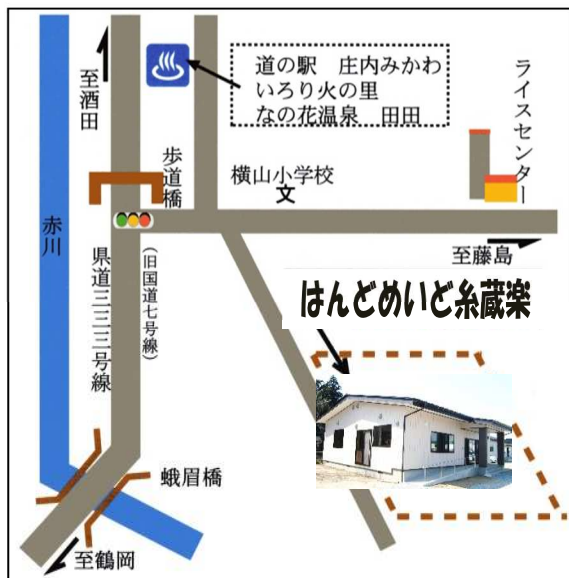 至酒田
道の駅　庄内みかわ
いろり火の里
なの花温泉　田田
ライスセンター
歩道橋
横山小学校
文
赤川
県道三三三号線
(旧国道七号線)
至藤島
はんどめいど糸蔵楽
蛾眉橋
至鶴岡